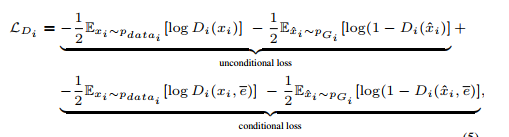 $\mathcal{L}_{D_i} = -\frac{1}{2}\mathbb{E}_{x_i \sim p_{data_i}}[\log D_i(x_i)] - \frac{1}{2}\mathbb{E}_{\hat{x}_i \sim p_{G_i}}[\log(1 - D_i(\hat{x}_i)] +$
unconditional loss
$-\frac{1}{2}\mathbb{E}_{x_i \sim p_{data_i}}[\log D_i(x_i, \overline{e})] - \frac{1}{2}\mathbb{E}_{\hat{x}_i \sim p_{G_i}}[\log(1 - D_i(\hat{x}_i, \overline{e})],$
conditional loss